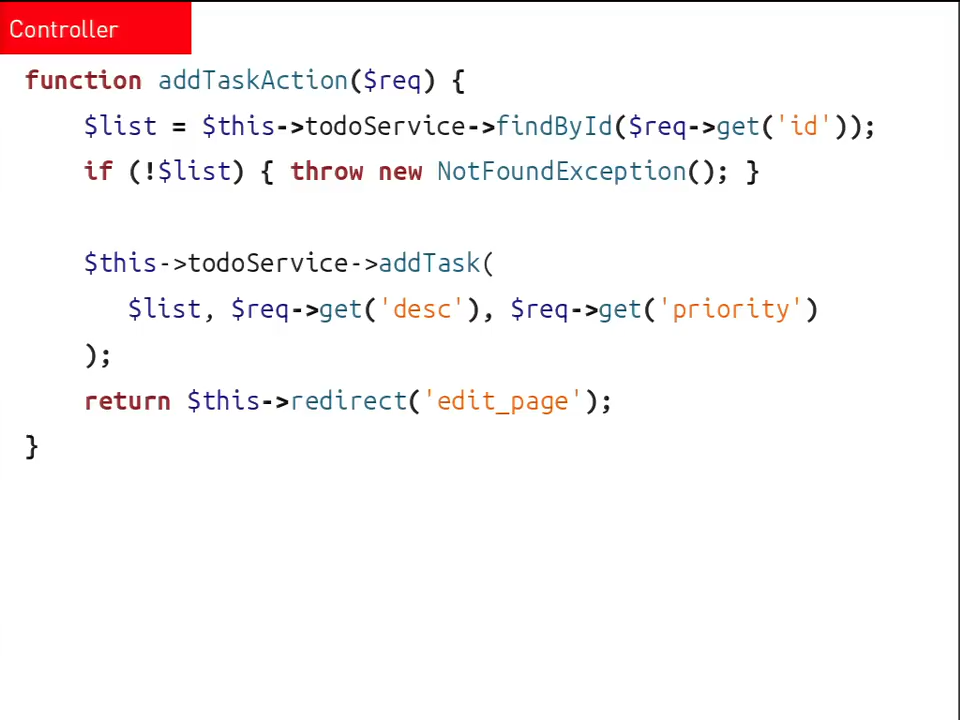 Controller
function addTaskAction($req) {
    $list = $this->todoService->findById($req->get('id'));
    if (!$list) { throw new NotFoundException(); }
    $this->todoService->addTask(
       $list, $req->get('desc'), $req->get('priority')
    );
    return $this->redirect('edit_page');
}